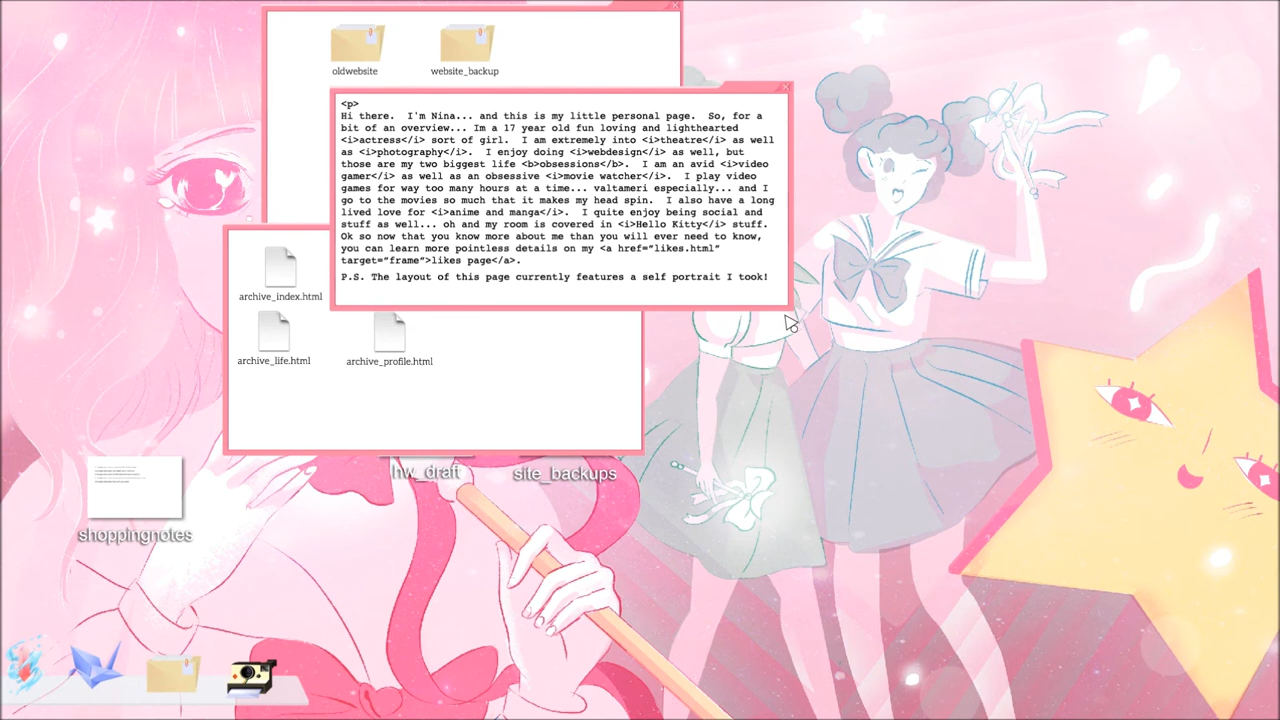 oldwebsite
website_backup
<p>
Hi there.  I'm Nina... and this is my little personal page.  So, for a
bit of an overview... Im a 17 year old fun loving and lighthearted
<i>actress</i> sort of girl.  I am extremely into <i>theatre</i> as well
as <i>photography</i>.  I enjoy doing <i>webdesign</i> as well, but
those are my two biggest life <b>obsessions</b>.  I am an avid <i>video
gamer</i> as well as an obsessive <i>movie watcher</i>.  I play video
games for way too many hours at a time... valtameri especially... and I
go to the movies so much that it makes my head spin.  I also have a long
lived love for <i>anime and manga</i>.  I quite enjoy being social and
stuff as well... oh and my room is covered in <i>Hello Kitty</i> stuff.
Ok so now that you know more about me than you will ever need to know,
you can learn more pointless details on my <a href="likes.html"
target="frame">likes page</a>.
P.S. The layout of this page currently features a self portrait I took!
archive_index.html
archive_life.html
archive_profile.html
hw_draft
site_backups
shoppingnotes